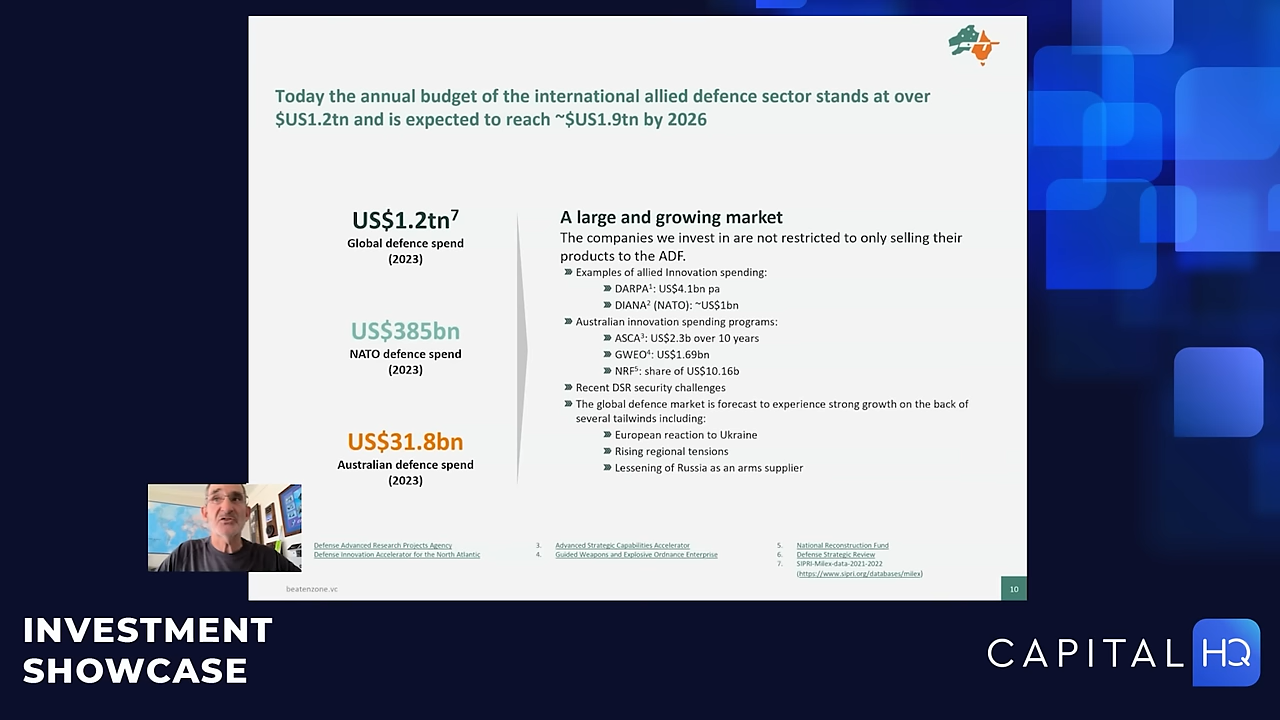 Today the annual budget of the international allied defence sector stands at over
$US1.2tn and is expected to reach ~$US1.9tn by 2026
US$1.2tn7
Global defence spend
(2023)
US$385bn
NATO defence spend
(2023)
US$31.8bn
Australian defence spend
(2023)
A large and growing market
The companies we invest in are not restricted to only selling their
products to the ADF.
Examples of allied Innovation spending:
DARPA1: US$4.1bn pa
DIANA2 (NATO): ~US$1bn
Australian innovation spending programs:
ASCA3: US$2.3b over 10 years
GWEO4: US$1.69bn
NRF5: share of US$10.16b
Recent DSR security challenges
The global defence market is forecast to experience strong growth on the back of
several tailwinds including:
European reaction to Ukraine
Rising regional tensions
Lessening of Russia as an arms supplier
Defense Advanced Research Projects Agency
Defense Innovation Accelerator for the North Atlantic
3. Advanced Strategic Capabilities Accelerator
4. Guided Weapons and Explosive Ordnance Enterprise
5. National Reconstruction Fund
6. Defense Strategic Review
7. SIPRI-Milex-data-2021-2022
(https://www.sipri.org/databases/milex)
beatenzone.vc
10
INVESTMENT
SHOWCASE
CAPITAL HQ